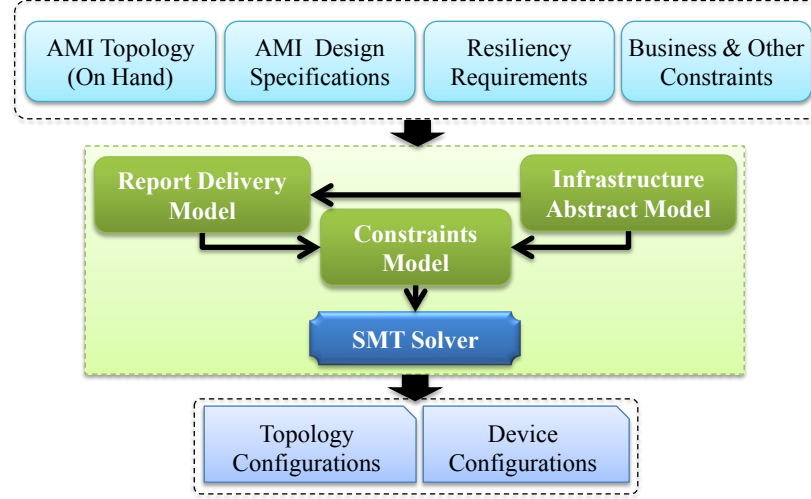 AMI Topology
(On Hand)
AMI Design
Specifications
Resiliency
Requirements
Business & Other
Constraints
Report Delivery
Model
Infrastructure
Abstract Model
Constraints
Model
SMT Solver
Topology
Configurations
Device
Configurations